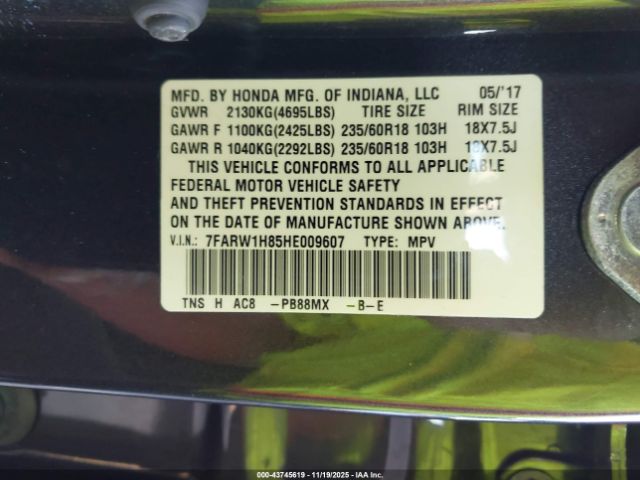 MFD. BY HONDA MFG. OF INDIANA, LLC 05/'17
GVWR 2130KG(4695LBS) TIRE SIZE RIM SIZE
GAWR F 1100KG(2425LBS) 235/60R18 103H 18X7.5J
GAWR R 1040KG(2292LBS) 235/60R18 103H 18X7.5J
THIS VEHICLE CONFORMS TO ALL APPLICABLE
FEDERAL MOTOR VEHICLE SAFETY
AND THEFT PREVENTION STANDARDS IN EFFECT
ON THE DATE OF MANUFACTURE SHOWN ABOVE.
V.I.N.: 7FARW1H85HE009607 TYPE: MPV
TNS H AC8 -PB88MX -B-E
000-43745619 - 11/19/2025 - IAA Inc.